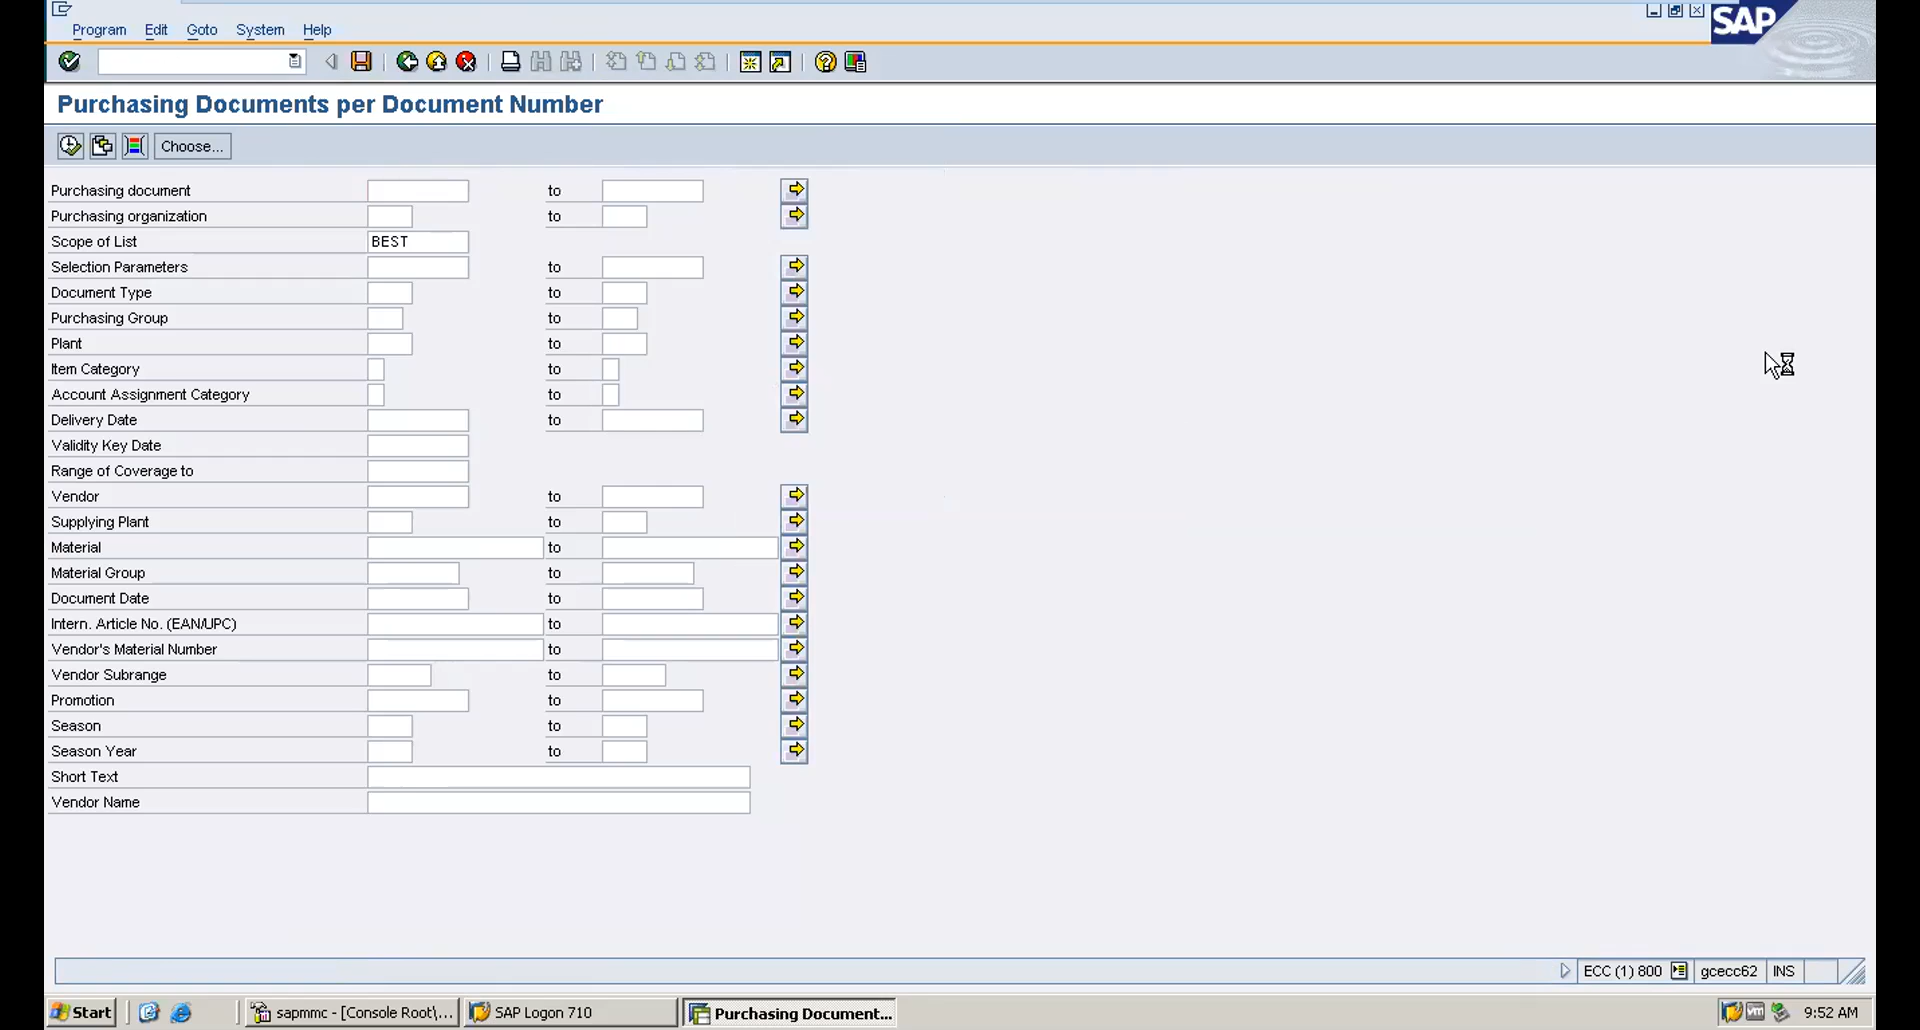 Program Edit Goto System Help
SAP
Purchasing Documents per Document Number
Choose...
Purchasing document to
Purchasing organization to
Scope of List BEST
Selection Parameters to
Document Type to
Purchasing Group to
Plant to
Item Category to
Account Assignment Category to
Delivery Date to
Validity Key Date
Range of Coverage to
Vendor to
Supplying Plant to
Material to
Material Group to
Document Date to
Intern. Article No. (EAN/UPC) to
Vendor's Material Number to
Vendor Subrange to
Promotion to
Season to
Season Year to
Short Text
Vendor Name
ECC (1) 800 gcecc62 INS
Start sapmmc - [Console Root\... SAP Logon 710 Purchasing Document... 9:52 AM